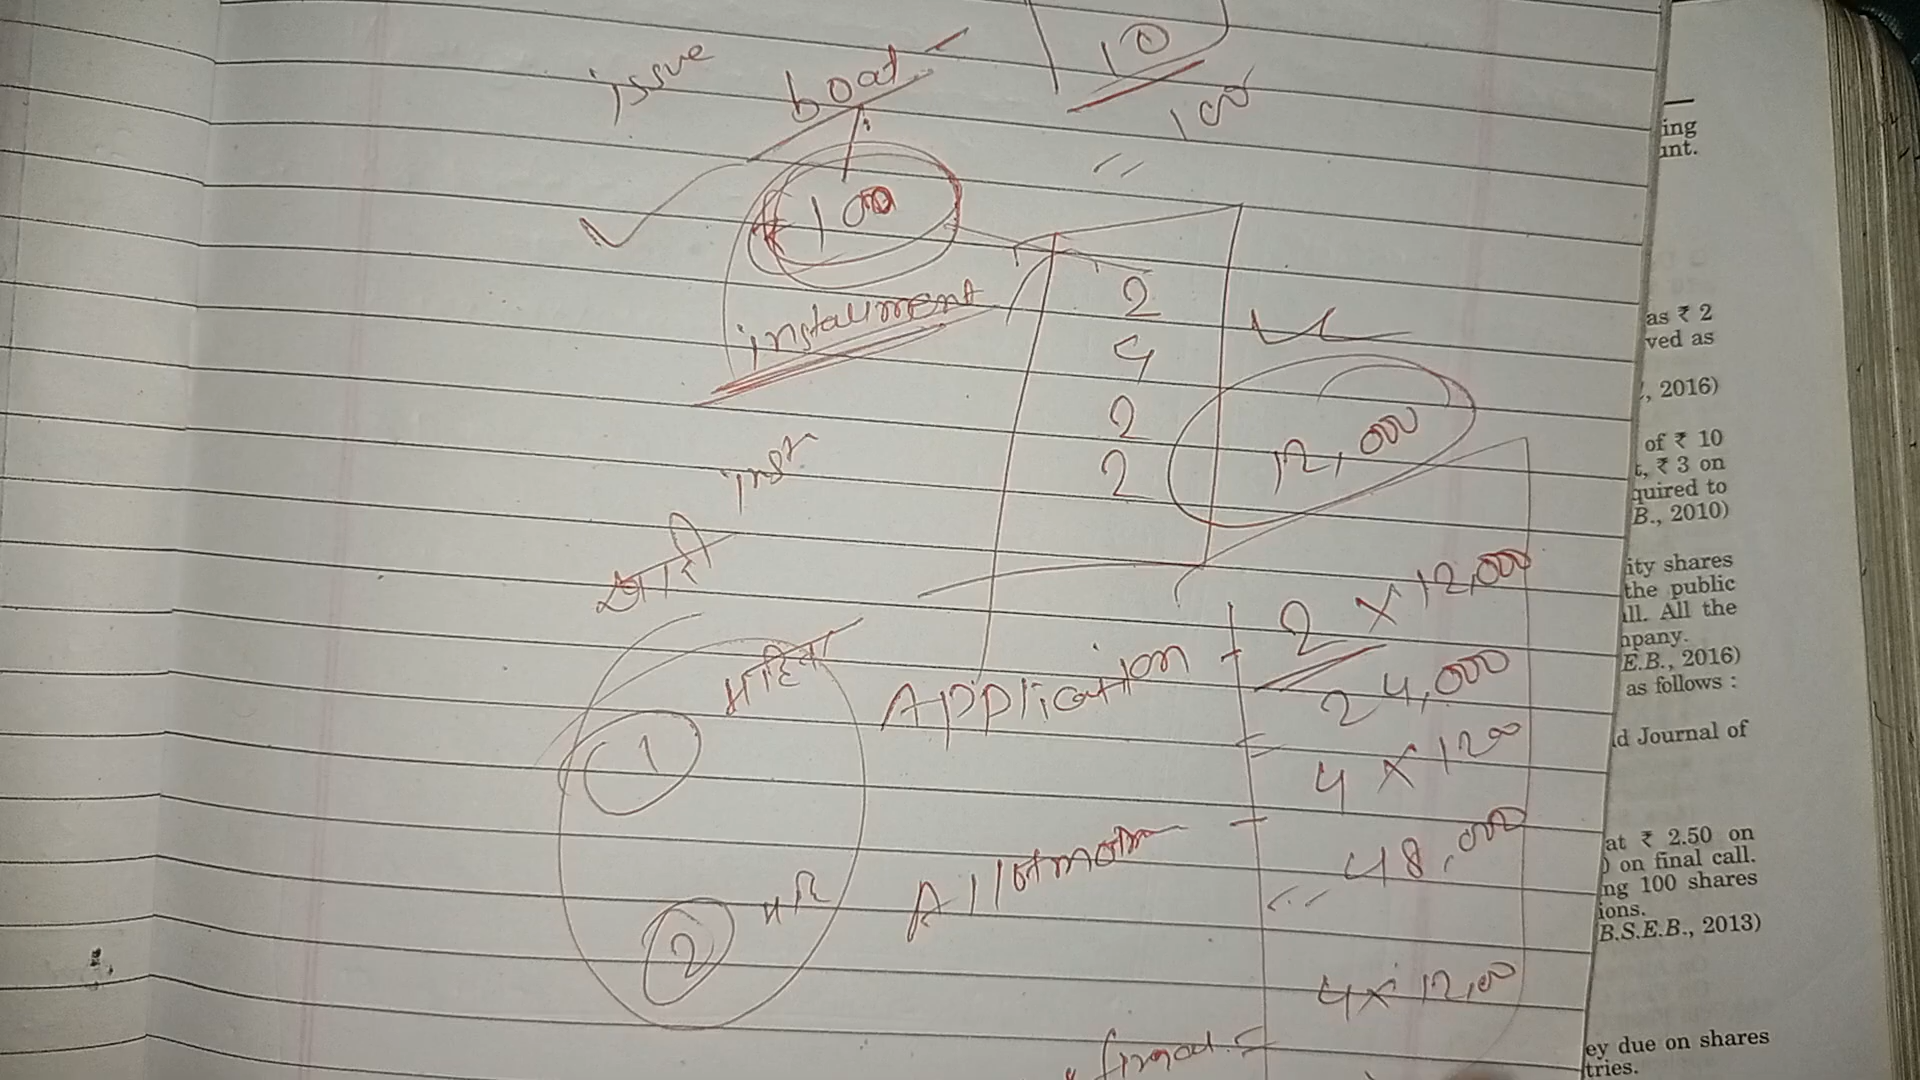 10
issue boat
100
100
2
installment
4
2
12,000
2
inst
शादी
2 × 12,000
Application
24,000
1
4 × 1200
48,000
Allotment
2
4 × 12,00
final
ing
int.
as ₹ 2
ved as
, 2016)
of ₹ 10
t, ₹ 3 on
quired to
B., 2010)
ity shares
the public
ll. All the
npany.
E.B., 2016)
as follows :
d Journal of
at ₹ 2.50 on
) on final call.
ng 100 shares
ions.
B.S.E.B., 2013)
ey due on shares
tries.